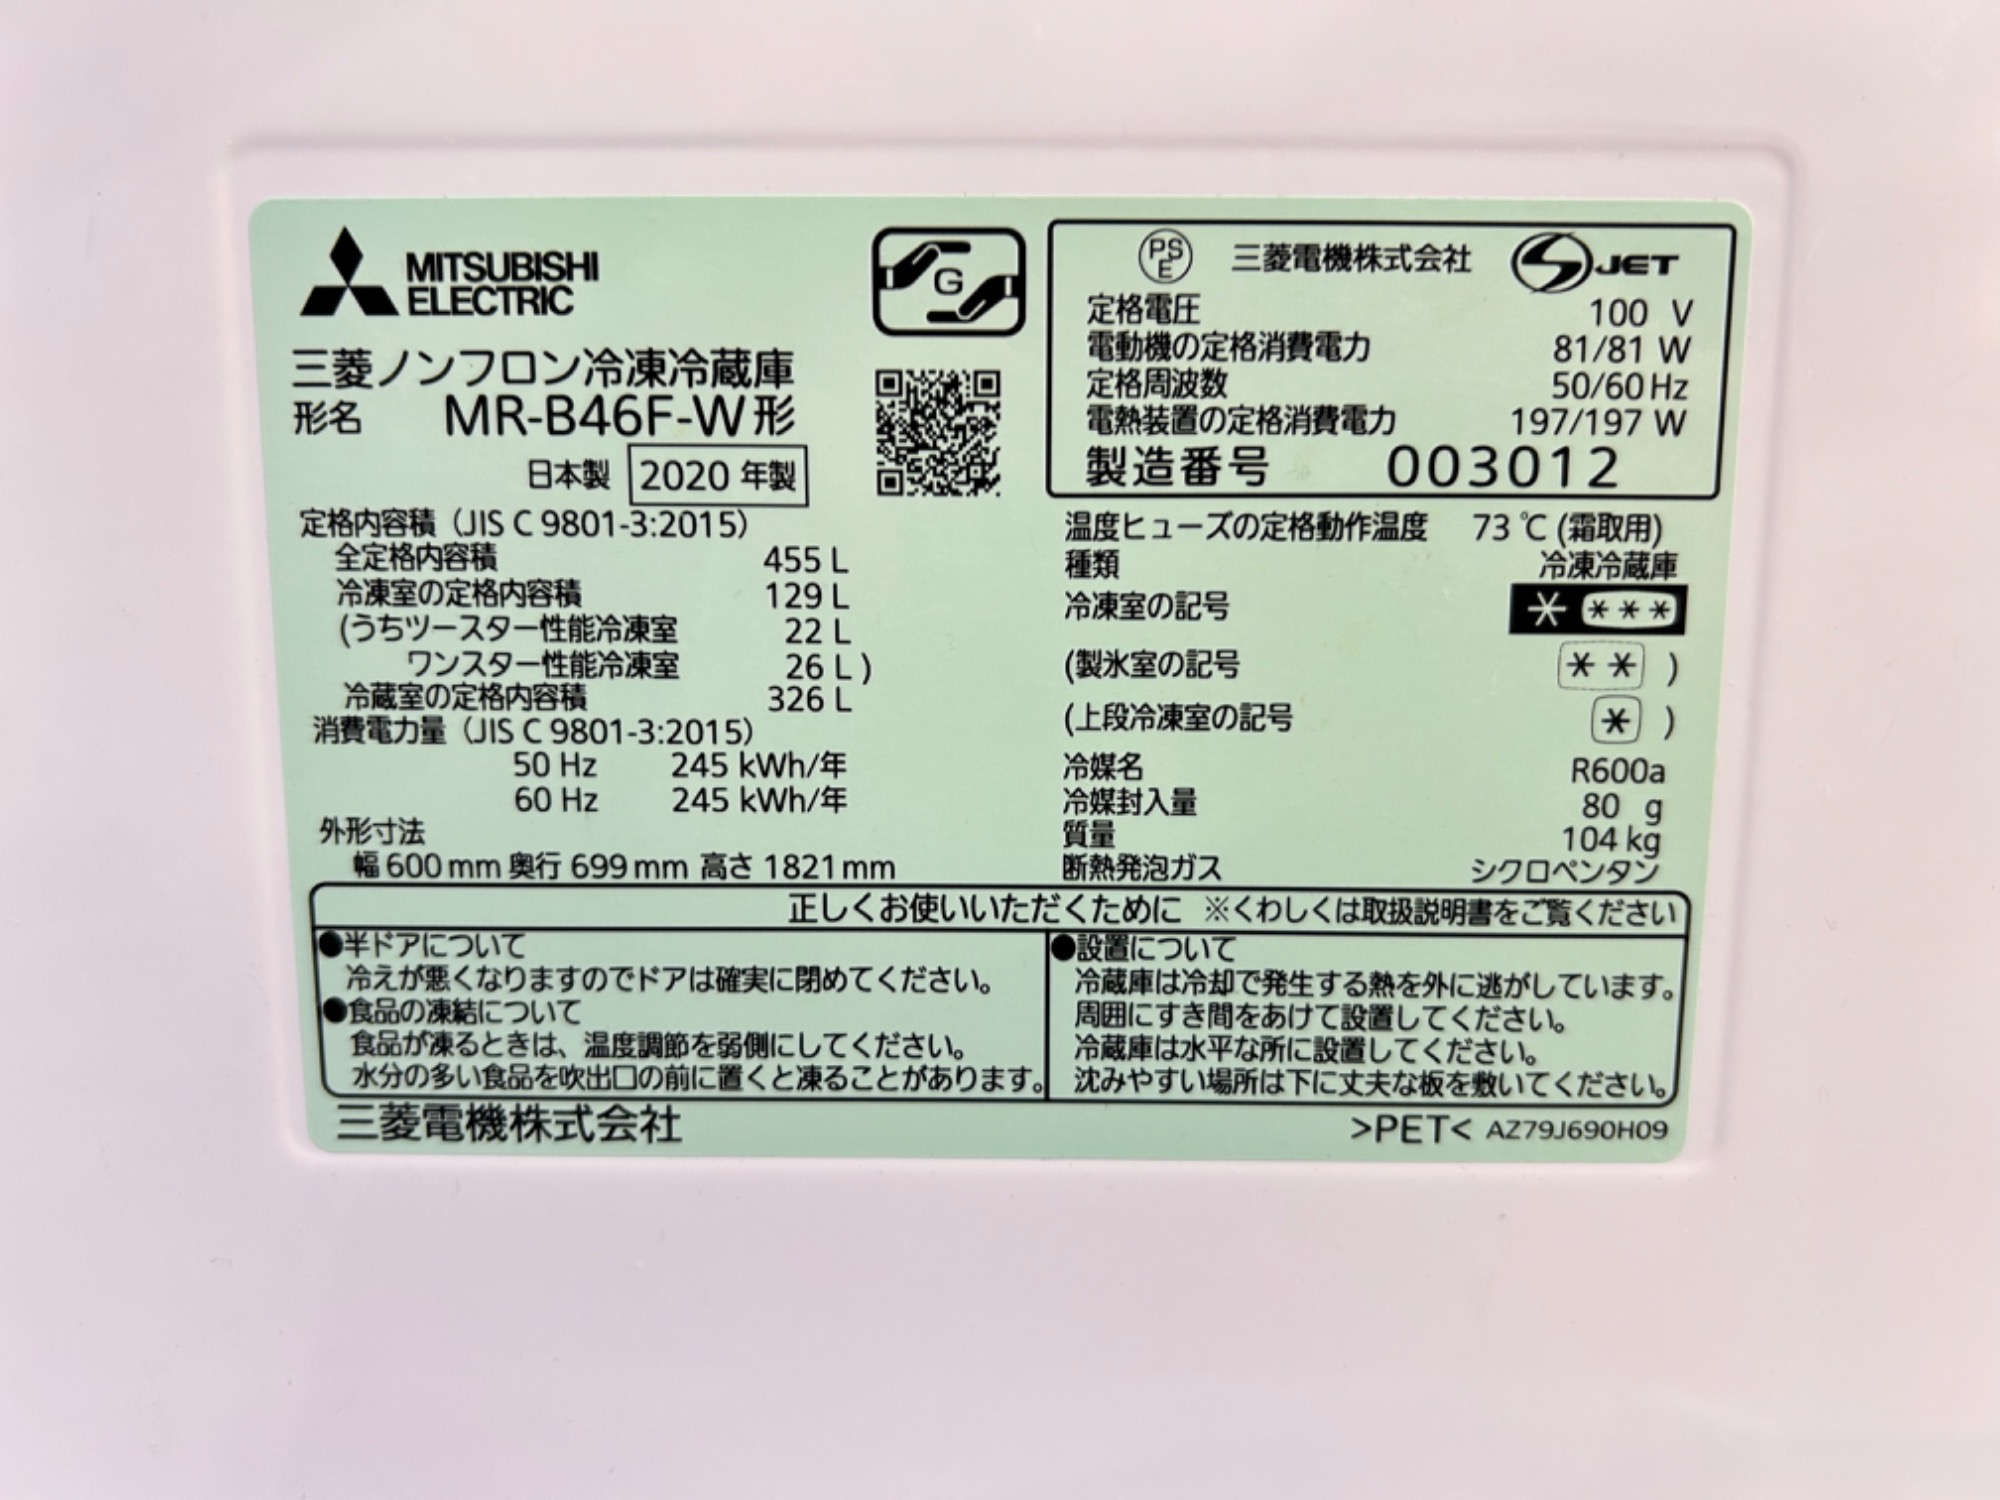 MITSUBISHI
ELECTRIC
三菱ノンフロン冷凍冷蔵庫
形名 MR-B46F-W形
日本製 2020年製
G
定格内容積（JIS C 9801-3:2015）
全定格内容積 455 L
冷凍室の定格内容積 129 L
(うちツースター性能冷凍室 22 L
ワンスター性能冷凍室 26 L )
冷蔵室の定格内容積 326 L
消費電力量（JIS C 9801-3:2015）
50 Hz 245 kWh/年
60 Hz 245 kWh/年
外形寸法
幅 600 mm 奥行 699 mm 高さ 1821 mm
PSE 三菱電機株式会社 S JET
定格電圧 100 V
電動機の定格消費電力 81/81 W
定格周波数 50/60 Hz
電熱装置の定格消費電力 197/197 W
製造番号 003012
温度ヒューズの定格動作温度 73 ℃ (霜取用)
種類 冷凍冷蔵庫
冷凍室の記号 * ***
(製氷室の記号 ** )
(上段冷凍室の記号 * )
冷媒名 R600a
冷媒封入量 80 g
質量 104 kg
断熱発泡ガス シクロペンタン
正しくお使いいただくために ※くわしくは取扱説明書をご覧ください
●半ドアについて
冷えが悪くなりますのでドアは確実に閉めてください。
●食品の凍結について
食品が凍るときは、温度調節を弱側にしてください。
水分の多い食品を吹出口の前に置くと凍ることがあります。
●設置について
冷蔵庫は冷却で発生する熱を外に逃がしています。
周囲にすき間をあけて設置してください。
冷蔵庫は水平な所に設置してください。
沈みやすい場所は下に丈夫な板を敷いてください。
三菱電機株式会社
>PET< AZ79J690H09